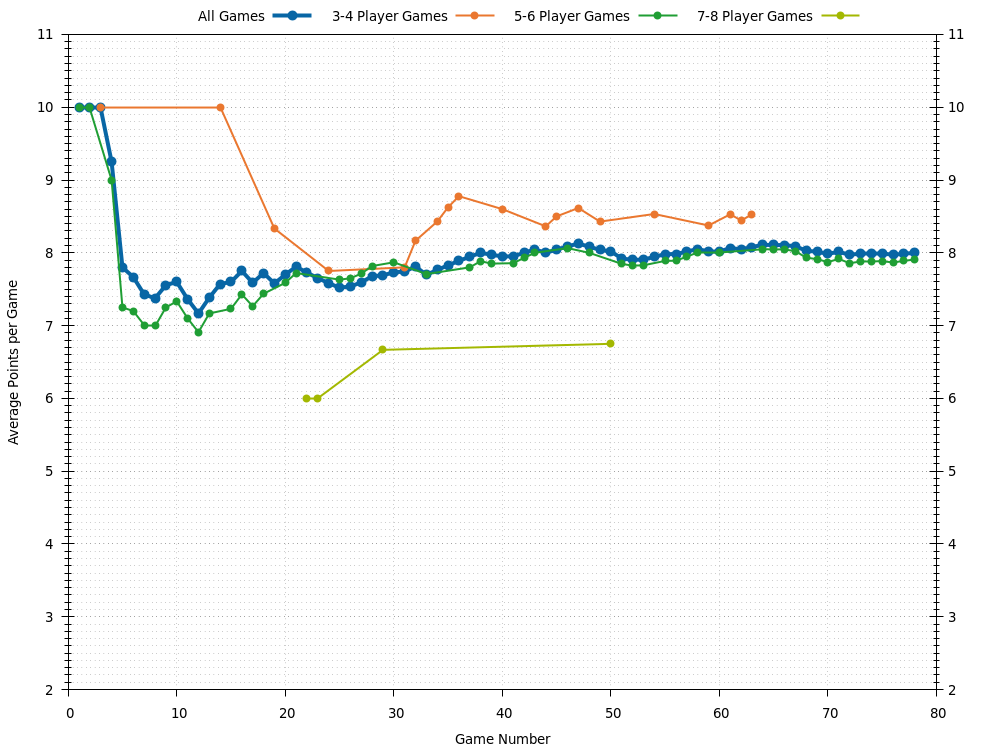 All Games 3-4 Player Games 5-6 Player Games 7-8 Player Games
11 11
10 10
9 9
8 8
7 7
6 6
5 5
4 4
3 3
2 2
0 10 20 30 40 50 60 70 80
Average Points per Game
Game Number